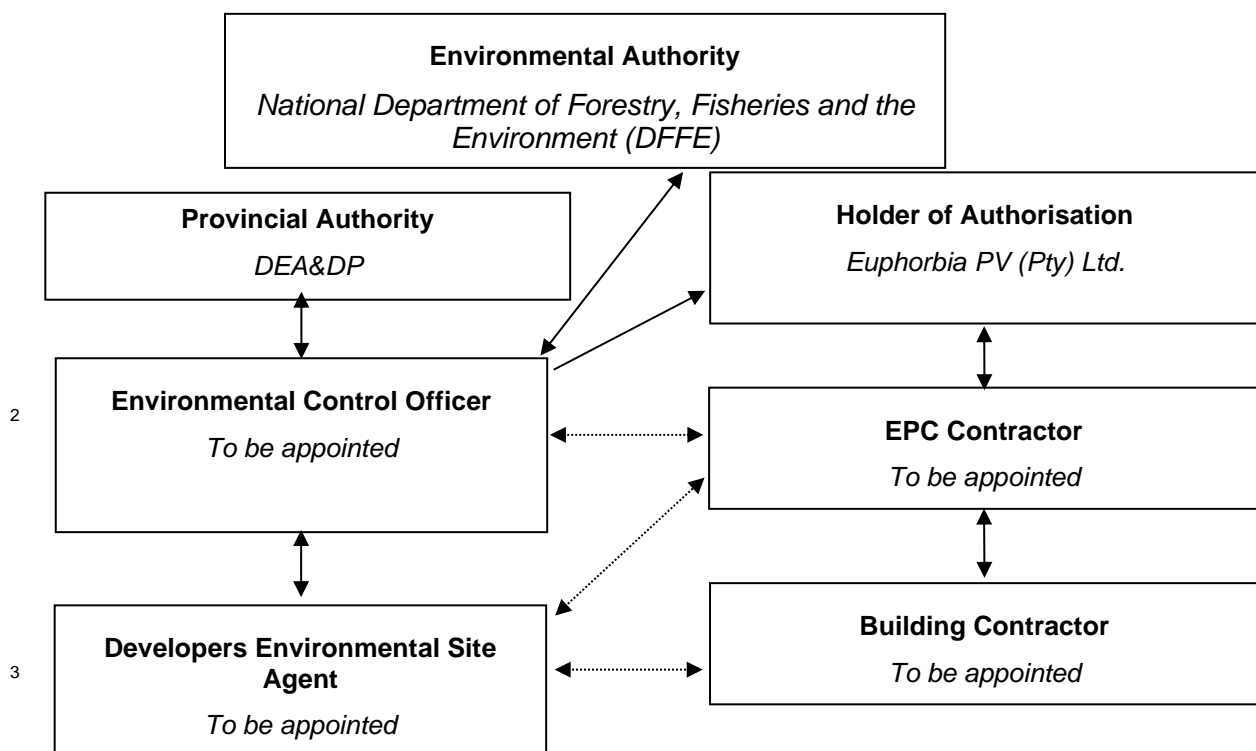 Environmental Authority
National Department of Forestry, Fisheries and the
Environment (DFFE)
Provincial Authority
DEA&DP
Holder of Authorisation
Euphorbia PV (Pty) Ltd.
2
Environmental Control Officer
To be appointed
EPC Contractor
To be appointed
3
Developers Environmental Site
Agent
To be appointed
Building Contractor
To be appointed